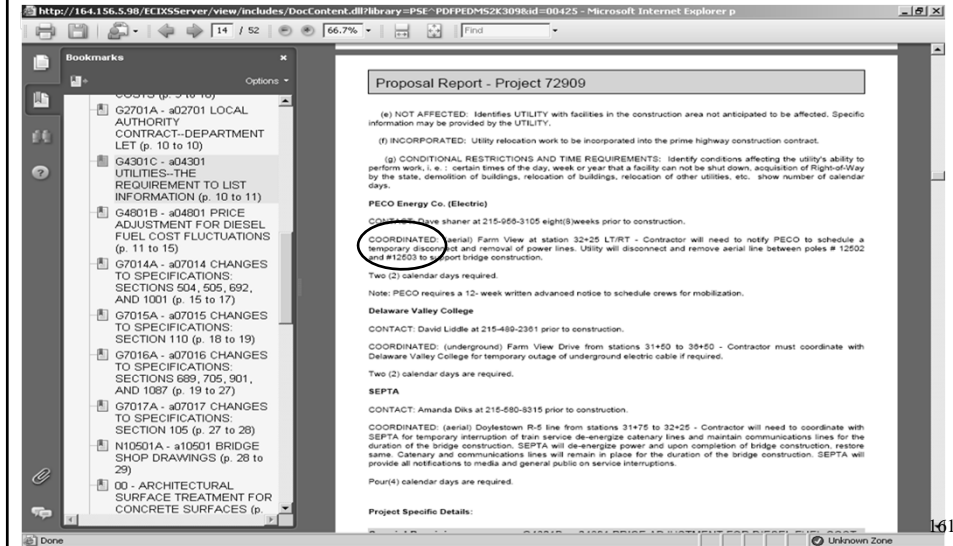 http://164.156.5.98/ECIXSServer/view/includes/DocContent.dll?library=PSE^PDFPEDMS2K309&id=00425 - Microsoft Internet Explorer p
14 / 52
66.7%
Find
Bookmarks
Options
COSTS (p. 9 to 10)
G2701A - a02701 LOCAL
AUTHORITY
CONTRACT--DEPARTMENT
LET (p. 10 to 10)
G4301C - a04301
UTILITIES--THE
REQUIREMENT TO LIST
INFORMATION (p. 10 to 11)
G4801B - a04801 PRICE
ADJUSTMENT FOR DIESEL
FUEL COST FLUCTUATIONS
(p. 11 to 15)
G7014A - a07014 CHANGES
TO SPECIFICATIONS:
SECTIONS 504, 505, 692,
AND 1001 (p. 15 to 17)
G7015A - a07015 CHANGES
TO SPECIFICATIONS:
SECTION 110 (p. 18 to 19)
G7016A - a07016 CHANGES
TO SPECIFICATIONS:
SECTIONS 689, 705, 901,
AND 1087 (p. 19 to 27)
G7017A - a07017 CHANGES
TO SPECIFICATIONS:
SECTION 105 (p. 27 to 28)
N10501A - a10501 BRIDGE
SHOP DRAWINGS (p. 28 to
29)
00 - ARCHITECTURAL
SURFACE TREATMENT FOR
CONCRETE SURFACES (p.
Proposal Report - Project 72909
(e) NOT AFFECTED: Identifies UTILITY with facilities in the construction area not anticipated to be affected. Specific
information may be provided by the UTILITY.
(f) INCORPORATED: Utility relocation work to be incorporated into the prime highway construction contract.
(g) CONDITIONAL RESTRICTIONS AND TIME REQUIREMENTS: Identify conditions affecting the utility's ability to
perform work, i. e. : certain times of the day, week or year that a facility can not be shut down, acquisition of Right-of-Way
by the state, demolition of buildings, relocation of buildings, relocation of other utilities, etc. show number of calendar
days.
PECO Energy Co. (Electric)
CONTACT: Dave shaner at 215-956-3105 eight(8)weeks prior to construction.
COORDINATED: (aerial) Farm View at station 32+25 LT/RT - Contractor will need to notify PECO to schedule a
temporary disconnect and removal of power lines. Utility will disconnect and remove aerial line between poles # 12502
and #12503 to support bridge construction.
Two (2) calendar days required.
Note: PECO requires a 12- week written advanced notice to schedule crews for mobilization.
Delaware Valley College
CONTACT: David Liddle at 215-489-2361 prior to construction.
COORDINATED: (underground) Farm View Drive from stations 31+50 to 36+50 - Contractor must coordinate with
Delaware Valley College for temporary outage of underground electric cable if required.
Two (2) calendar days are required.
SEPTA
CONTACT: Amanda Diks at 215-580-8315 prior to construction.
COORDINATED: (aerial) Doylestown R-5 line from stations 31+75 to 32+25 - Contractor will need to coordinate with
SEPTA for temporary interruption of train service de-energize catenary lines and maintain communications lines for the
duration of the bridge construction. SEPTA will de-energize power and upon completion of bridge construction, restore
same. Catenary and communications lines will remain in place for the duration of the bridge construction. SEPTA will
provide all notifications to media and general public on service interruptions.
Pour(4) calendar days are required.
Project Specific Details:
161
Done
Unknown Zone